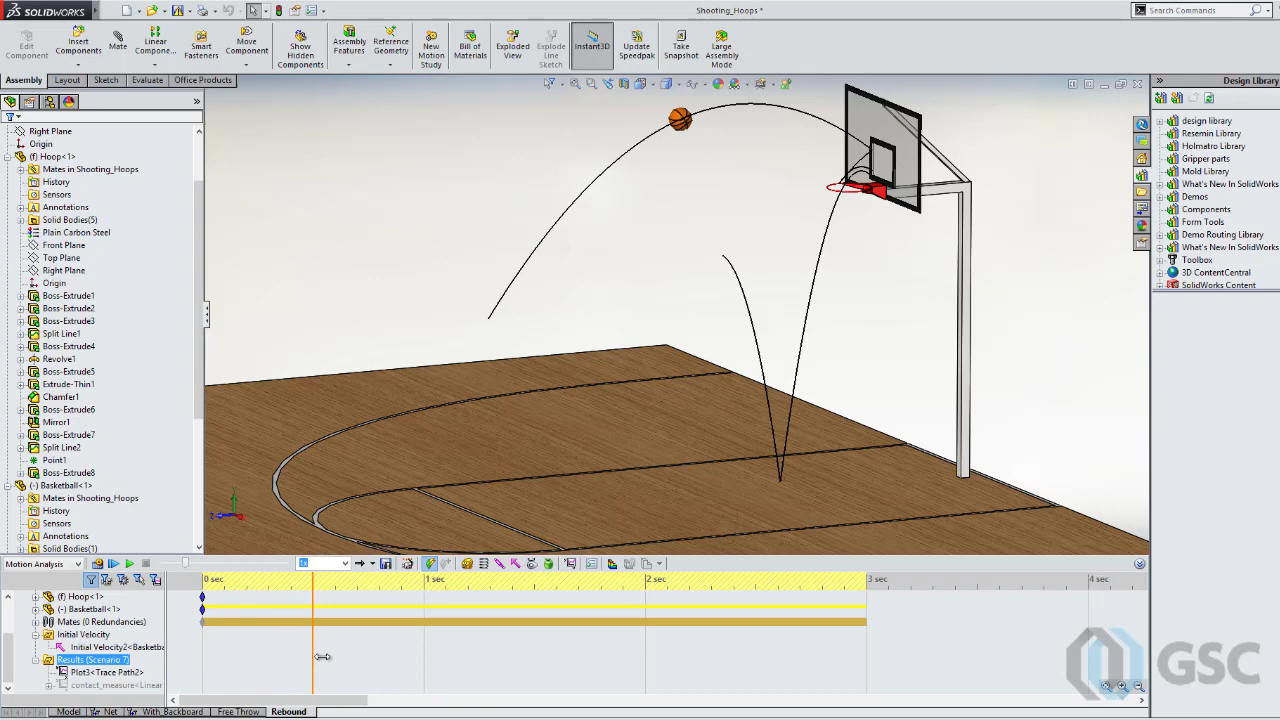 SOLIDWORKS
Shooting_Hoops *
Search Commands
Edit Component
Insert Components
Mate
Linear Compone...
Smart Fasteners
Move Component
Show Hidden Components
Assembly Features
Reference Geometry
New Motion Study
Bill of Materials
Exploded View
Explode Line Sketch
Instant3D
Update Speedpak
Take Snapshot
Large Assembly Mode
Assembly Layout Sketch Evaluate Office Products
Right Plane
Origin
(f) Hoop<1>
Mates in Shooting_Hoops
History
Sensors
Annotations
Solid Bodies(5)
Plain Carbon Steel
Front Plane
Top Plane
Right Plane
Origin
Boss-Extrude1
Boss-Extrude2
Boss-Extrude3
Split Line1
Boss-Extrude4
Revolve1
Boss-Extrude5
Extrude-Thin1
Chamfer1
Boss-Extrude6
Mirror1
Boss-Extrude7
Split Line2
Point1
Boss-Extrude8
(-) Basketball<1>
Mates in Shooting_Hoops
History
Sensors
Annotations
Solid Bodies(1)
Design Library
design library
Resemin Library
Holmatro Library
Gripper parts
Mold Library
What's New In SolidWorks
Demos
Components
Form Tools
Demo Routing Library
What's New In SolidWorks
Toolbox
3D ContentCentral
SolidWorks Content
Motion Analysis
1x
0 sec 1 sec 2 sec 3 sec 4 sec
(f) Hoop<1>
(-) Basketball<1>
Mates (0 Redundancies)
Initial Velocity
Initial Velocity2<Basketba
Results (Scenario 7)
Plot3<Trace Path2>
contact_measure<Linear
GSC
Model Net With_Backboard Free Throw Rebound